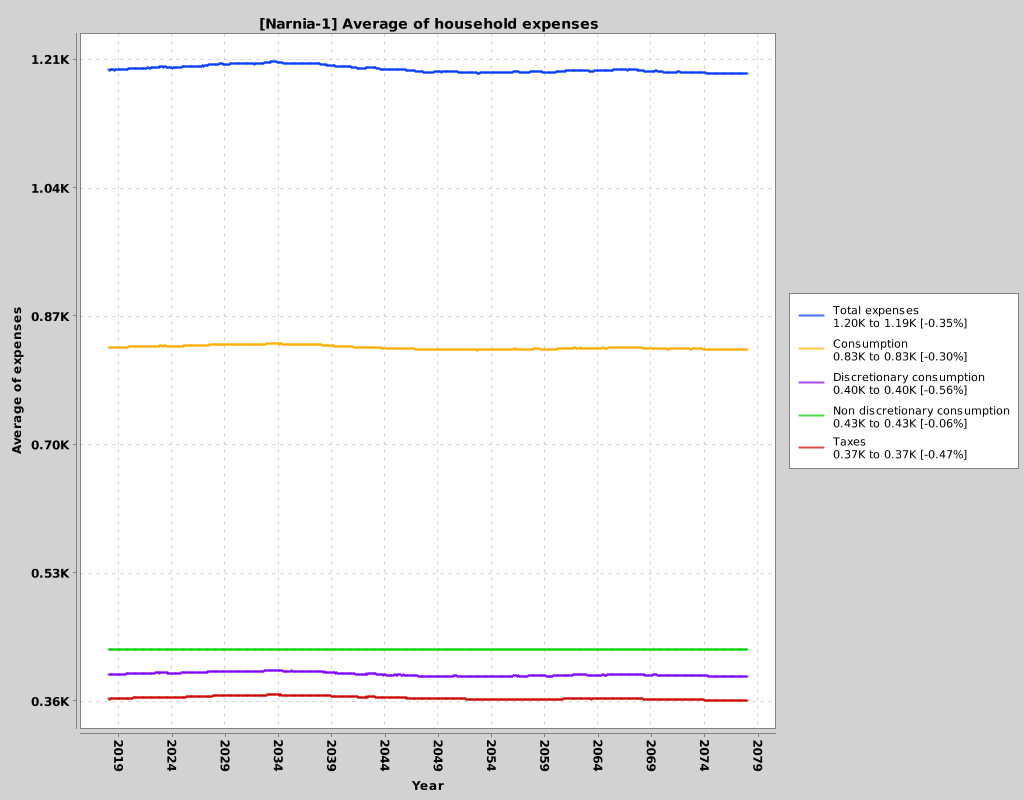 [Narnia-1] Average of household expenses
1.21K
1.04K
0.87K
0.70K
0.53K
0.36K
Average of expenses
2019
2024
2029
2034
2039
2044
2049
2054
2059
2064
2069
2074
2079
Year
Total expenses
1.20K to 1.19K [-0.35%]
Consumption
0.83K to 0.83K [-0.30%]
Discretionary consumption
0.40K to 0.40K [-0.56%]
Non discretionary consumption
0.43K to 0.43K [-0.06%]
Taxes
0.37K to 0.37K [-0.47%]